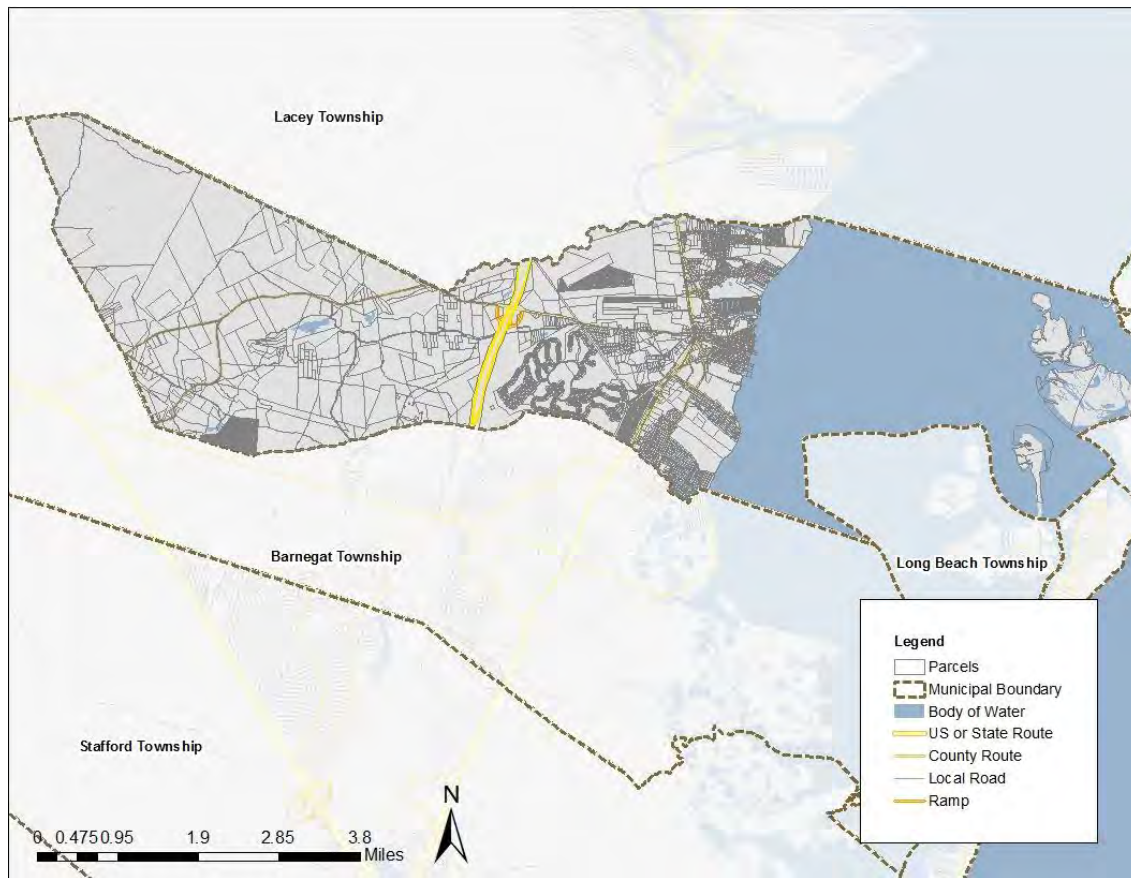 Lacey Township
Barnegat Township
Long Beach Township
Stafford Township
Legend
Parcels
Municipal Boundary
Body of Water
US or State Route
County Route
Local Road
Ramp
N
0 0.475 0.95 1.9 2.85 3.8
Miles